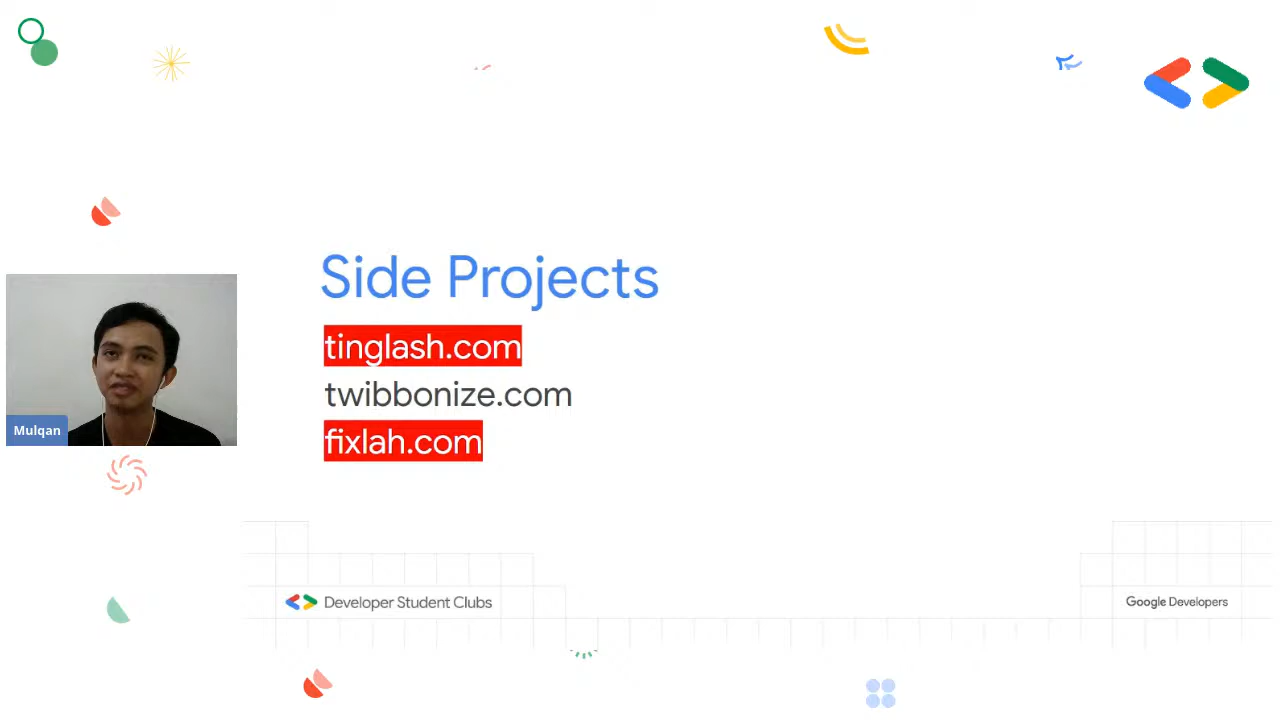 Side Projects
tinglash.com
twibbonize.com
fixlah.com
Mulqan
Developer Student Clubs
Google Developers